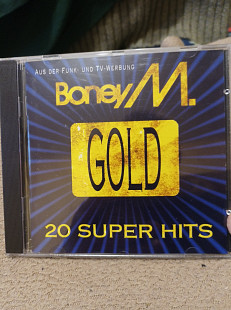 AUS DER FUNK- UND TV-WERBUNG
Boney M.
GOLD
20 SUPER HITS